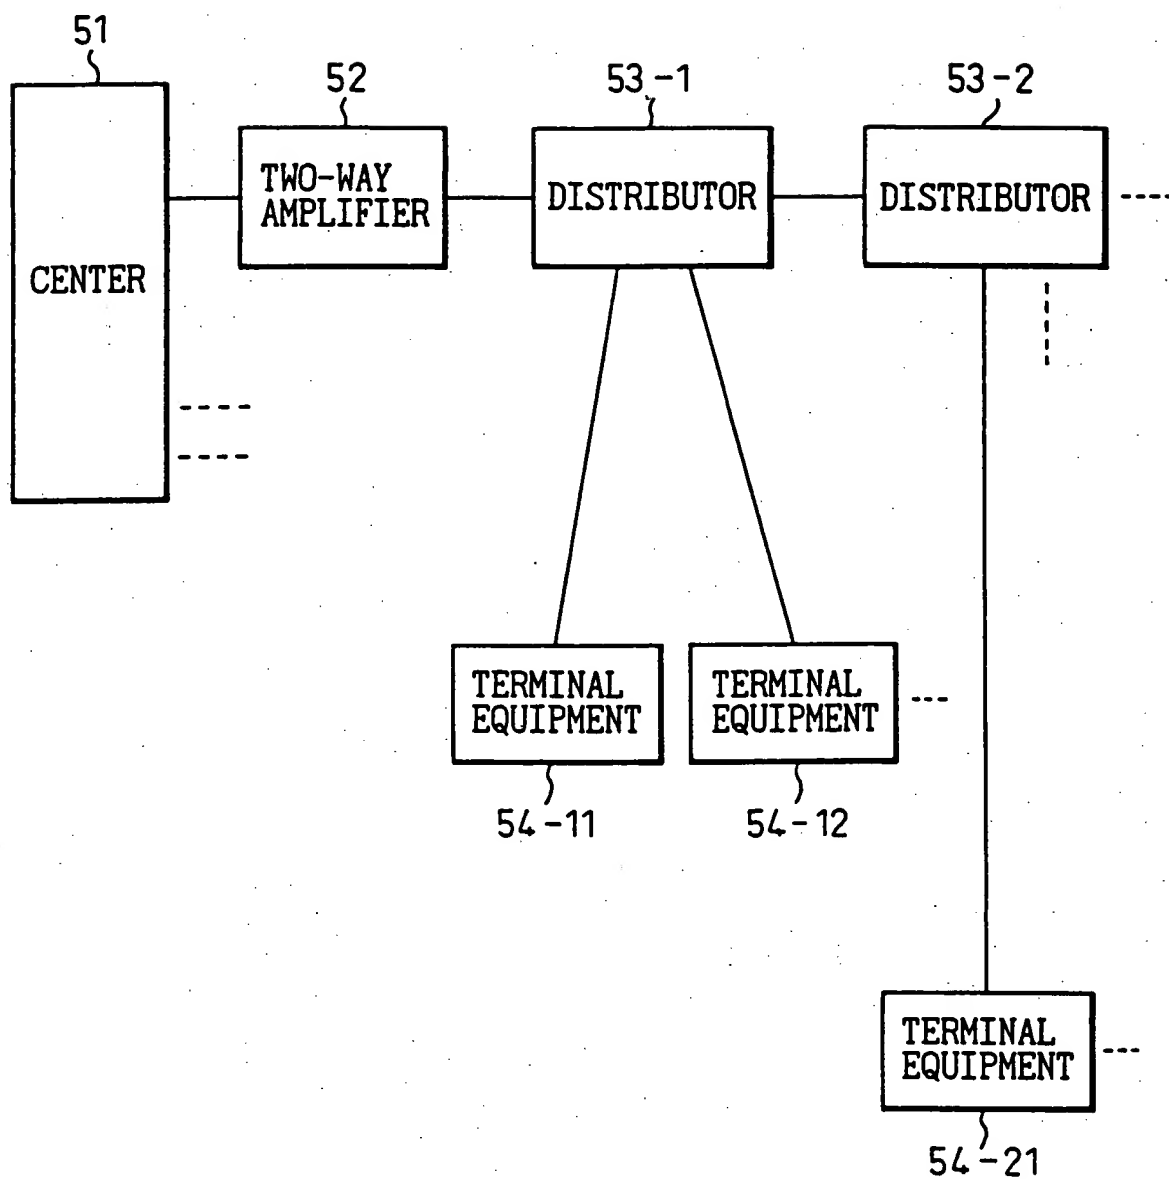 51
52
53-1
53-2
CENTER
TWO-WAY
AMPLIFIER
DISTRIBUTOR
DISTRIBUTOR
TERMINAL
EQUIPMENT
TERMINAL
EQUIPMENT
54-11
54-12
TERMINAL
EQUIPMENT
54-21